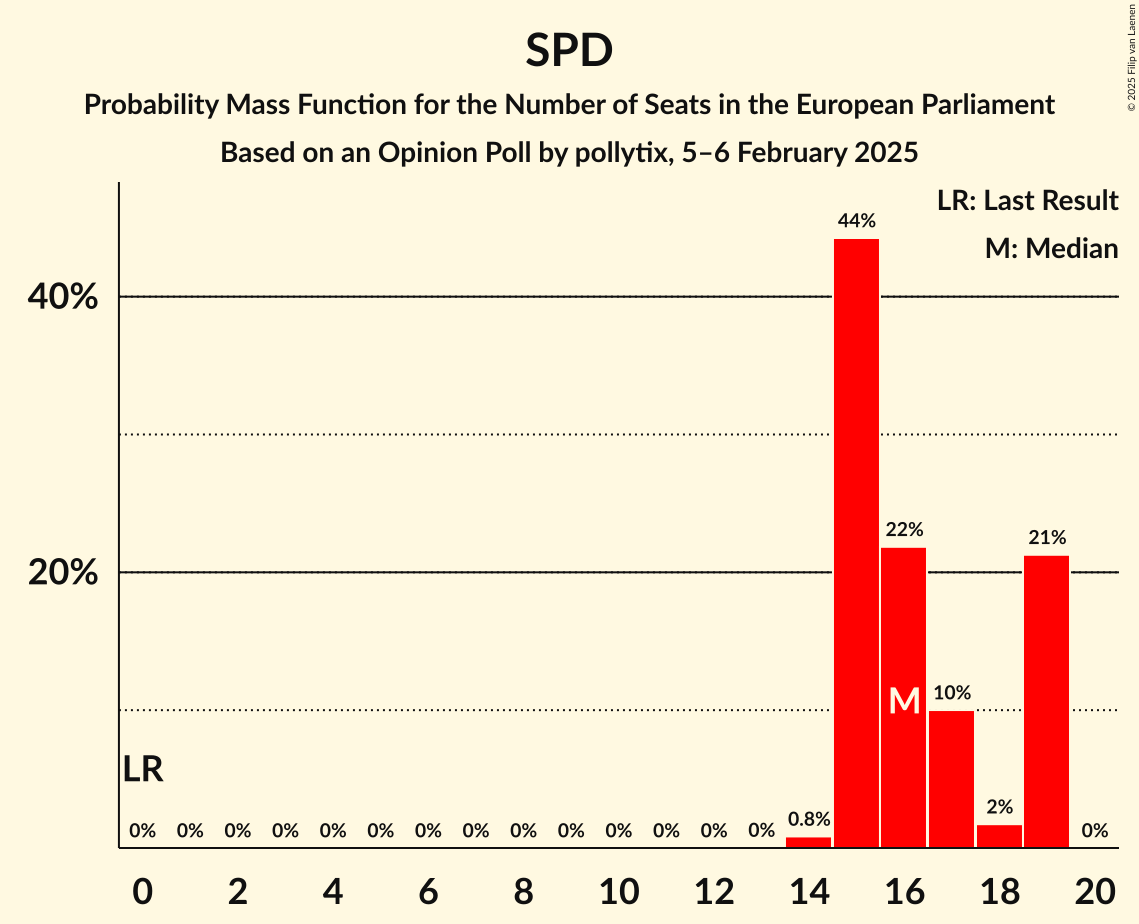 SPD
Probability Mass Function for the Number of Seats in the European Parliament
Based on an Opinion Poll by pollytix, 5–6 February 2025
© 2025 Filip van Laenen
LR: Last Result
M: Median
40%
20%
44%
22%
21%
10%
2%
0.8%
M
LR
0% 0% 0% 0% 0% 0% 0% 0% 0% 0% 0% 0% 0% 0% 0%
0 2 4 6 8 10 12 14 16 18 20